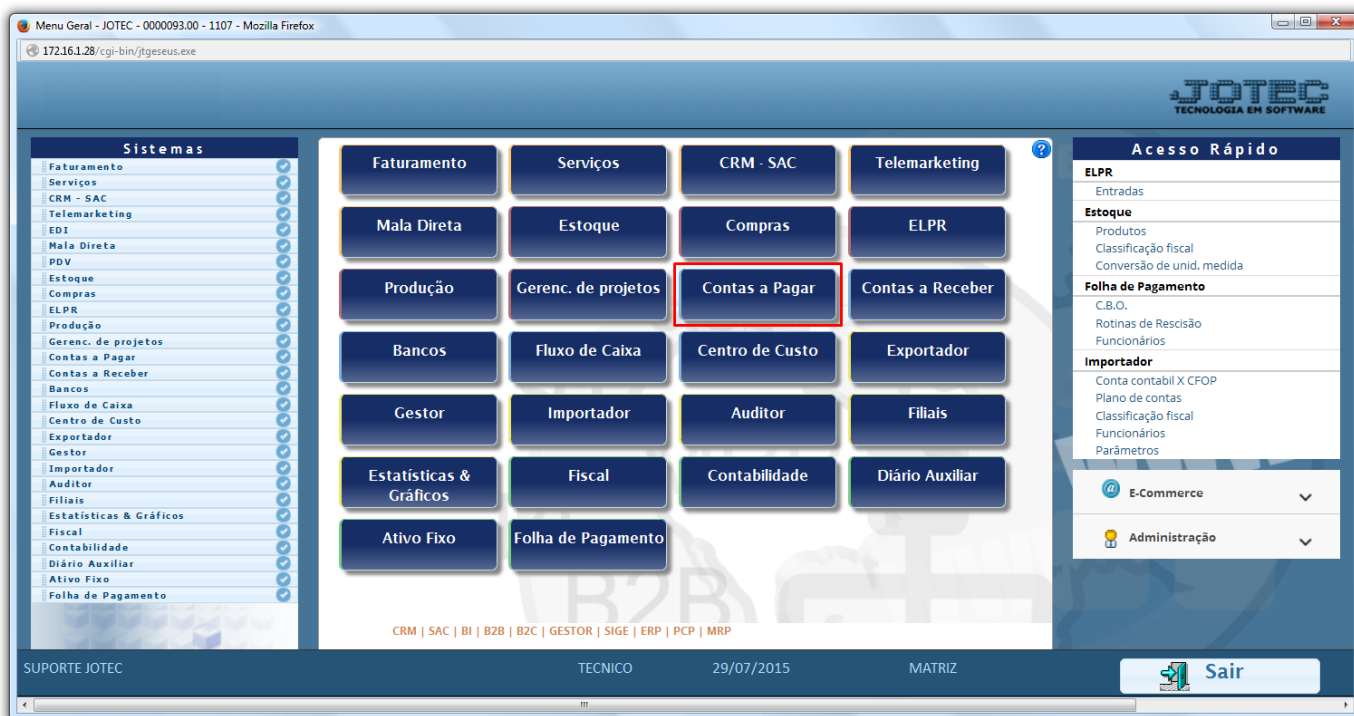 Menu Geral - JOTEC - 0000093.00 - 1107 - Mozilla Firefox
172.16.1.28/cgi-bin/jtgeseus.exe
JOTEC
TECNOLOGIA EM SOFTWARE
Sistemas
Faturamento
Serviços
CRM - SAC
Telemarketing
EDI
Mala Direta
PDV
Estoque
Compras
ELPR
Produção
Gerenc. de projetos
Contas a Pagar
Contas a Receber
Bancos
Fluxo de Caixa
Centro de Custo
Exportador
Gestor
Importador
Auditor
Filiais
Estatísticas & Gráficos
Fiscal
Contabilidade
Diário Auxiliar
Ativo Fixo
Folha de Pagamento
Faturamento
Serviços
CRM - SAC
Telemarketing
Mala Direta
Estoque
Compras
ELPR
Produção
Gerenc. de projetos
Contas a Pagar
Contas a Receber
Bancos
Fluxo de Caixa
Centro de Custo
Exportador
Gestor
Importador
Auditor
Filiais
Estatísticas &
Gráficos
Fiscal
Contabilidade
Diário Auxiliar
Ativo Fixo
Folha de Pagamento
B2B
CRM | SAC | BI | B2B | B2C | GESTOR | SIGE | ERP | PCP | MRP
?
Acesso Rápido
ELPR
Entradas
Estoque
Produtos
Classificação fiscal
Conversão de unid. medida
Folha de Pagamento
C.B.O.
Rotinas de Rescisão
Funcionários
Importador
Conta contabil X CFOP
Plano de contas
Classificação fiscal
Funcionários
Parâmetros
E-Commerce
Administração
SUPORTE JOTEC
TECNICO
29/07/2015
MATRIZ
Sair